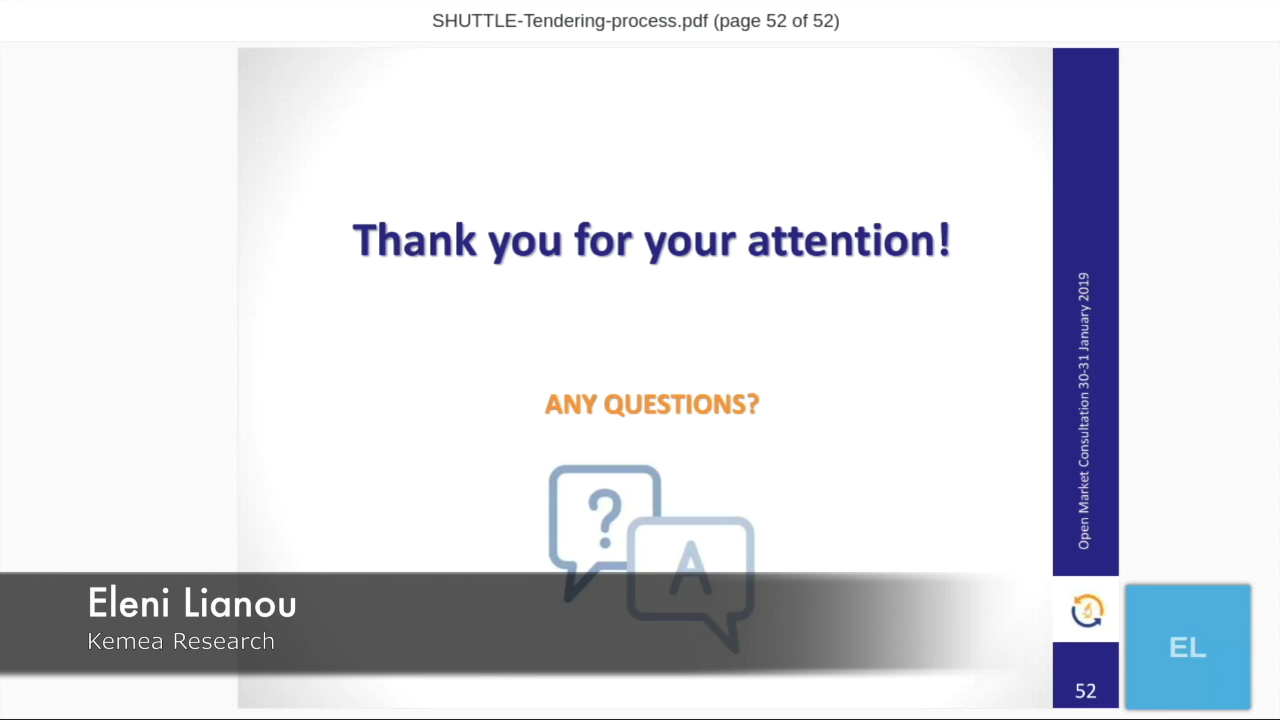 SHUTTLE-Tendering-process.pdf (page 52 of 52)
Thank you for your attention!
ANY QUESTIONS?
?
A
Open Market Consultation 30-31 January 2019
Eleni Lianou
Kemea Research
EL
52